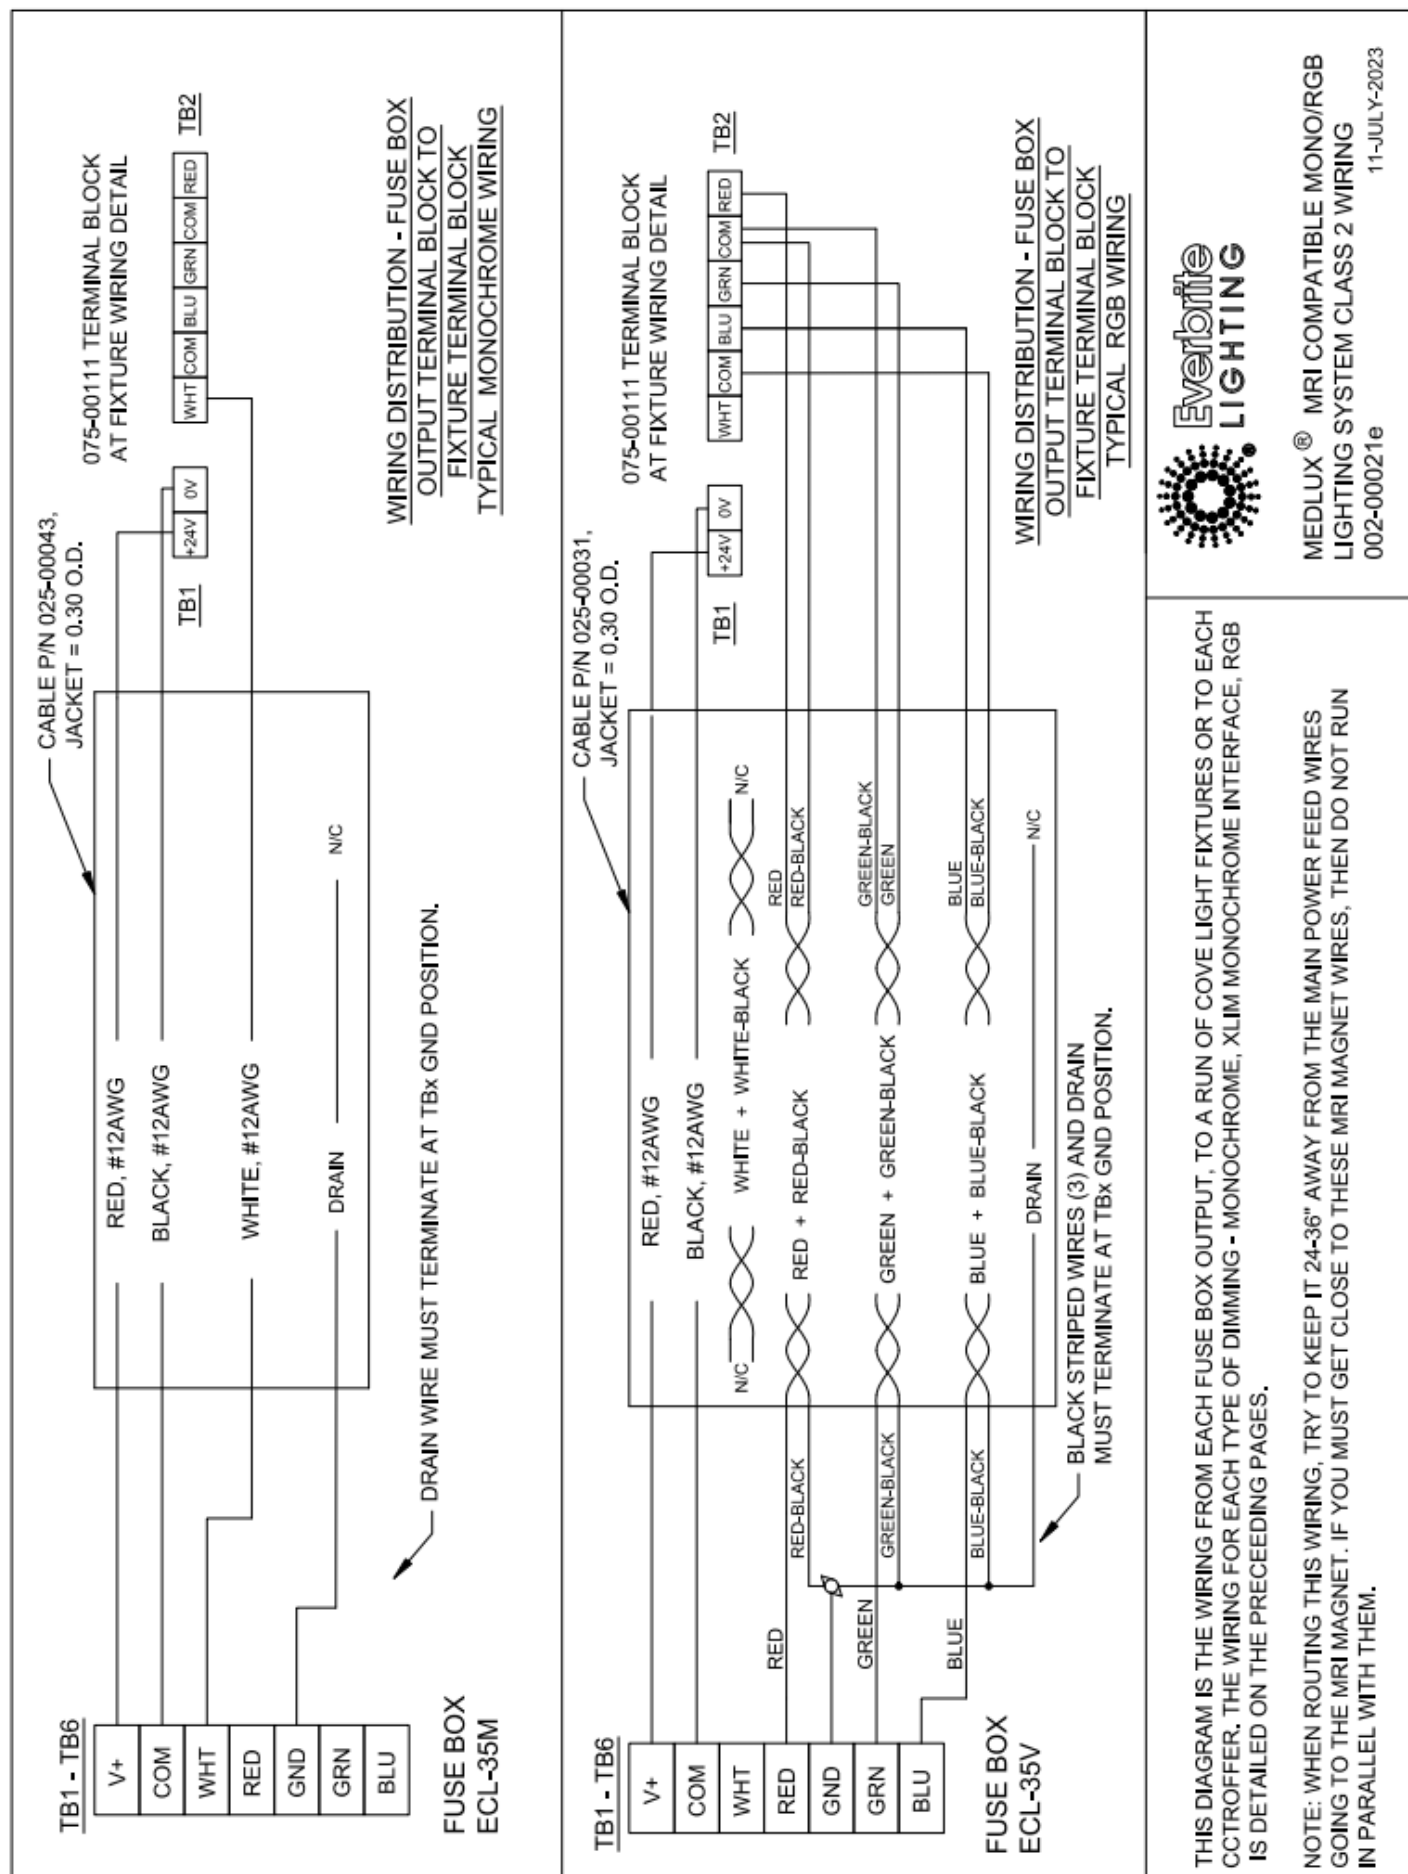 TB1 - TB6
V+
COM
WHT
RED
GND
GRN
BLU
FUSE BOX
ECL-35M
CABLE P/N 025-00043,
JACKET = 0.30 O.D.
RED, #12AWG
BLACK, #12AWG
WHITE, #12AWG
DRAIN
N/C
DRAIN WIRE MUST TERMINATE AT TBx GND POSITION.
075-00111 TERMINAL BLOCK
AT FIXTURE WIRING DETAIL
TB1
+24V
0V
WHT
COM
BLU
GRN
COM
RED
TB2
WIRING DISTRIBUTION - FUSE BOX
OUTPUT TERMINAL BLOCK TO
FIXTURE TERMINAL BLOCK
TYPICAL MONOCHROME WIRING
TB1 - TB6
V+
COM
WHT
RED
GND
GRN
BLU
FUSE BOX
ECL-35V
RED
GREEN
BLUE
RED-BLACK
GREEN-BLACK
BLUE-BLACK
CABLE P/N 025-00031,
JACKET = 0.30 O.D.
RED, #12AWG
BLACK, #12AWG
N/C
WHITE + WHITE-BLACK
N/C
RED + RED-BLACK
RED
RED-BLACK
GREEN + GREEN-BLACK
GREEN-BLACK
GREEN
BLUE + BLUE-BLACK
BLUE
BLUE-BLACK
DRAIN
N/C
BLACK STRIPED WIRES (3) AND DRAIN
MUST TERMINATE AT TBx GND POSITION.
075-00111 TERMINAL BLOCK
AT FIXTURE WIRING DETAIL
TB1
+24V
0V
WHT
COM
BLU
GRN
COM
RED
TB2
WIRING DISTRIBUTION - FUSE BOX
OUTPUT TERMINAL BLOCK TO
FIXTURE TERMINAL BLOCK
TYPICAL RGB WIRING
THIS DIAGRAM IS THE WIRING FROM EACH FUSE BOX OUTPUT, TO A RUN OF COVE LIGHT FIXTURES OR TO EACH
CCTROFFER. THE WIRING FOR EACH TYPE OF DIMMING - MONOCHROME, XLIM MONOCHROME INTERFACE, RGB
IS DETAILED ON THE PRECEEDING PAGES.
NOTE: WHEN ROUTING THIS WIRING, TRY TO KEEP IT 24-36" AWAY FROM THE MAIN POWER FEED WIRES
GOING TO THE MRI MAGNET. IF YOU MUST GET CLOSE TO THESE MRI MAGNET WIRES, THEN DO NOT RUN
IN PARALLEL WITH THEM.
Everbrite
LIGHTING®
MEDLUX® MRI COMPATIBLE MONO/RGB
LIGHTING SYSTEM CLASS 2 WIRING
002-00021e
11-JULY-2023